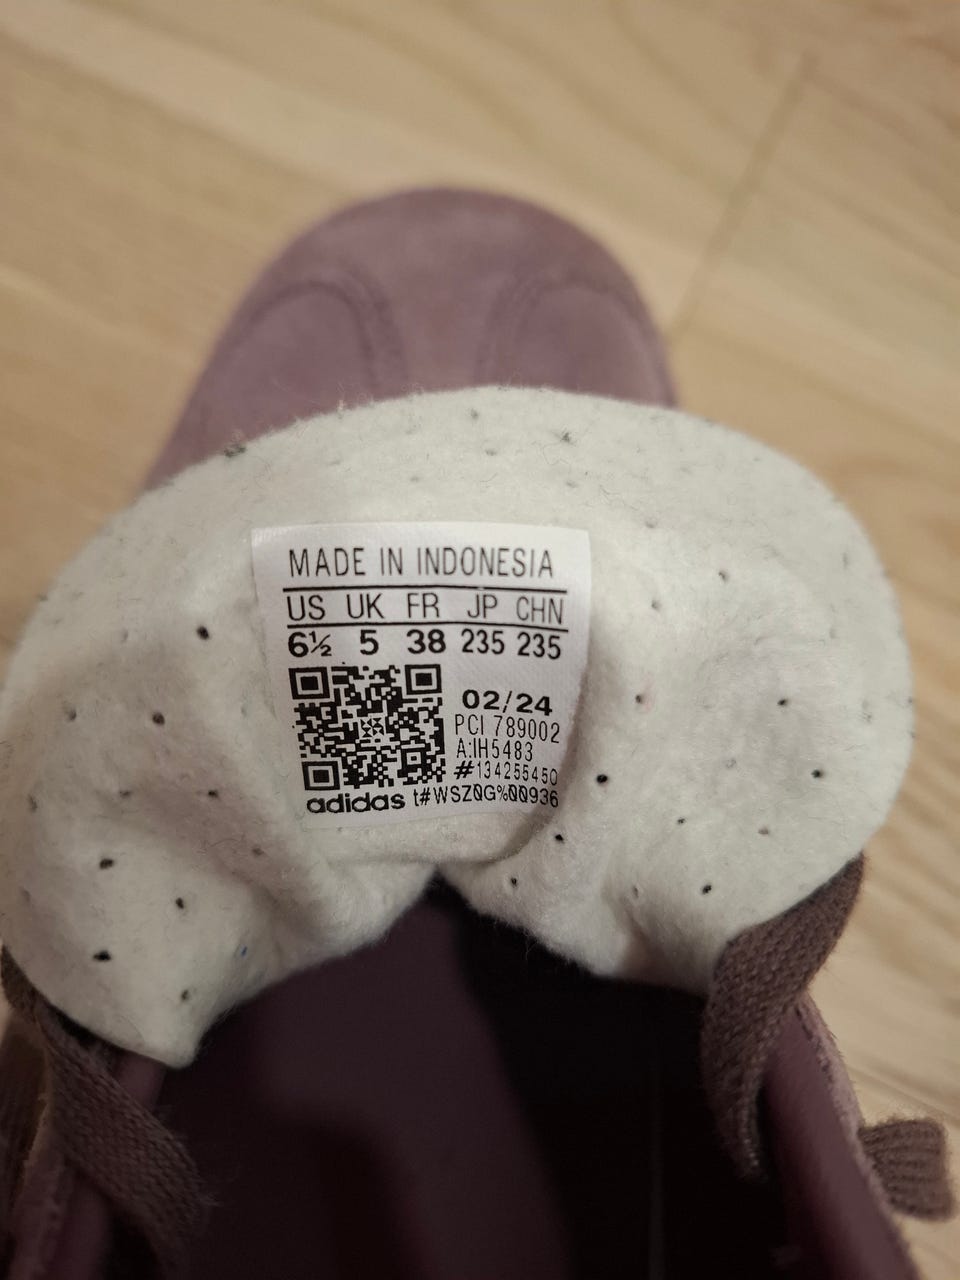 MADE IN INDONESIA
US UK FR JP CHN
6½ 5 38 235 235
02/24
PCI 789002
A:IH5483
#134255450
adidas t#WSZ0G%00936